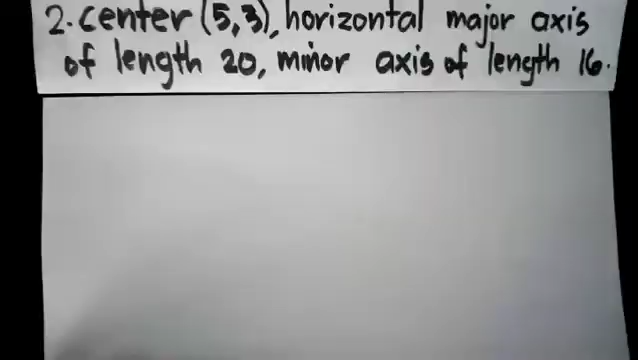 2. center (5,3), horizontal major axis
of length 20, minor axis of length 16.